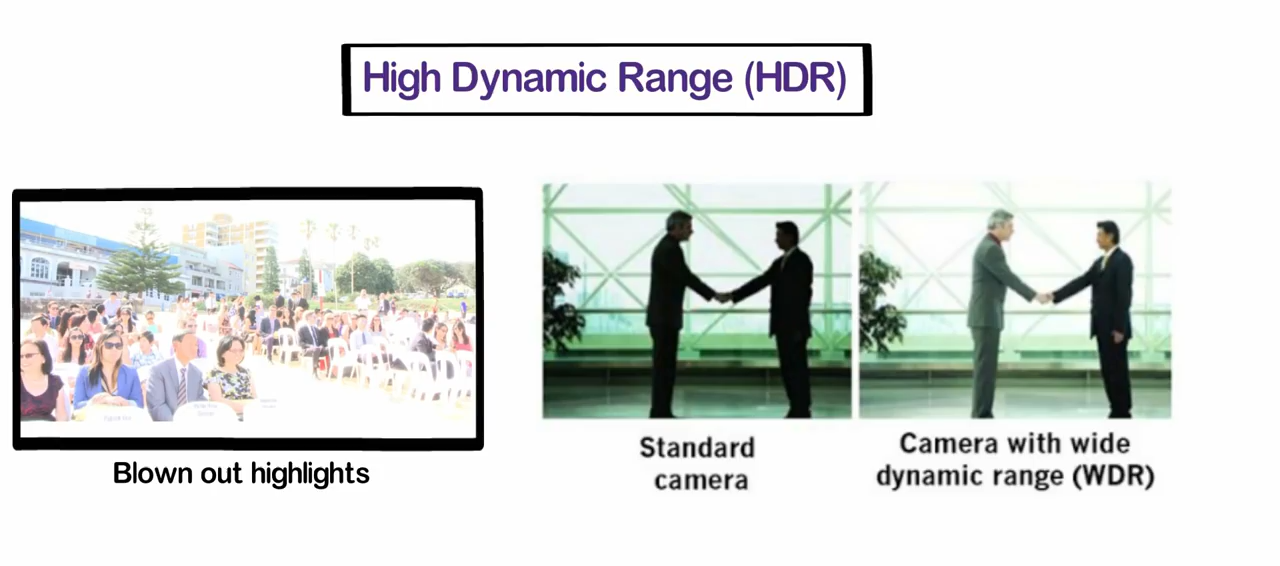 High Dynamic Range (HDR)
Blown out highlights
Standard
camera
Camera with wide
dynamic range (WDR)